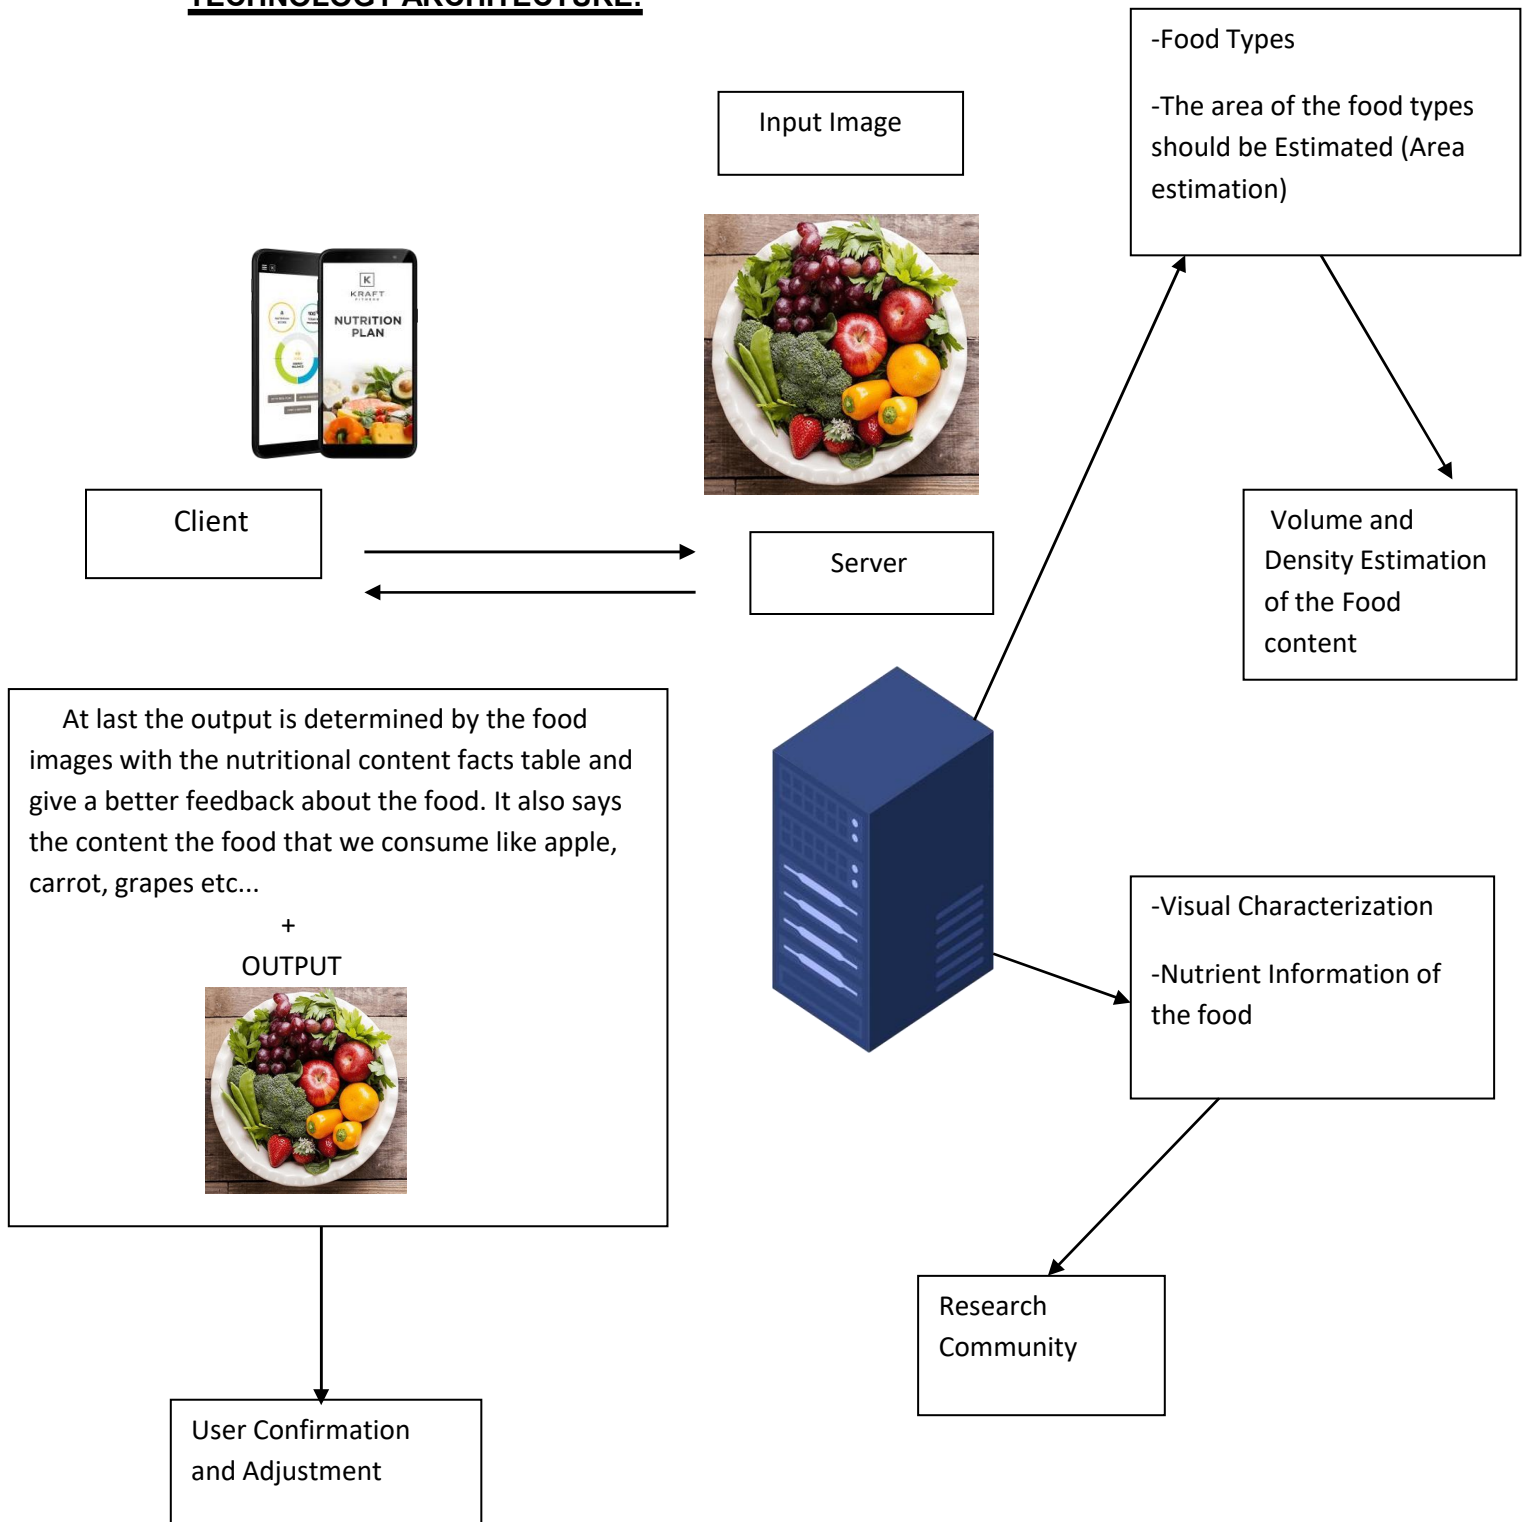 TECHNOLOGY ARCHITECTURE:
-Food Types
-The area of the food types
should be Estimated (Area
estimation)
Input Image
K
KRAFT
FITNESS
NUTRITION
PLAN
Client
Server
Volume and
Density Estimation
of the Food
content
At last the output is determined by the food
images with the nutritional content facts table and
give a better feedback about the food. It also says
the content the food that we consume like apple,
carrot, grapes etc...
+
OUTPUT
-Visual Characterization
-Nutrient Information of
the food
Research
Community
User Confirmation
and Adjustment